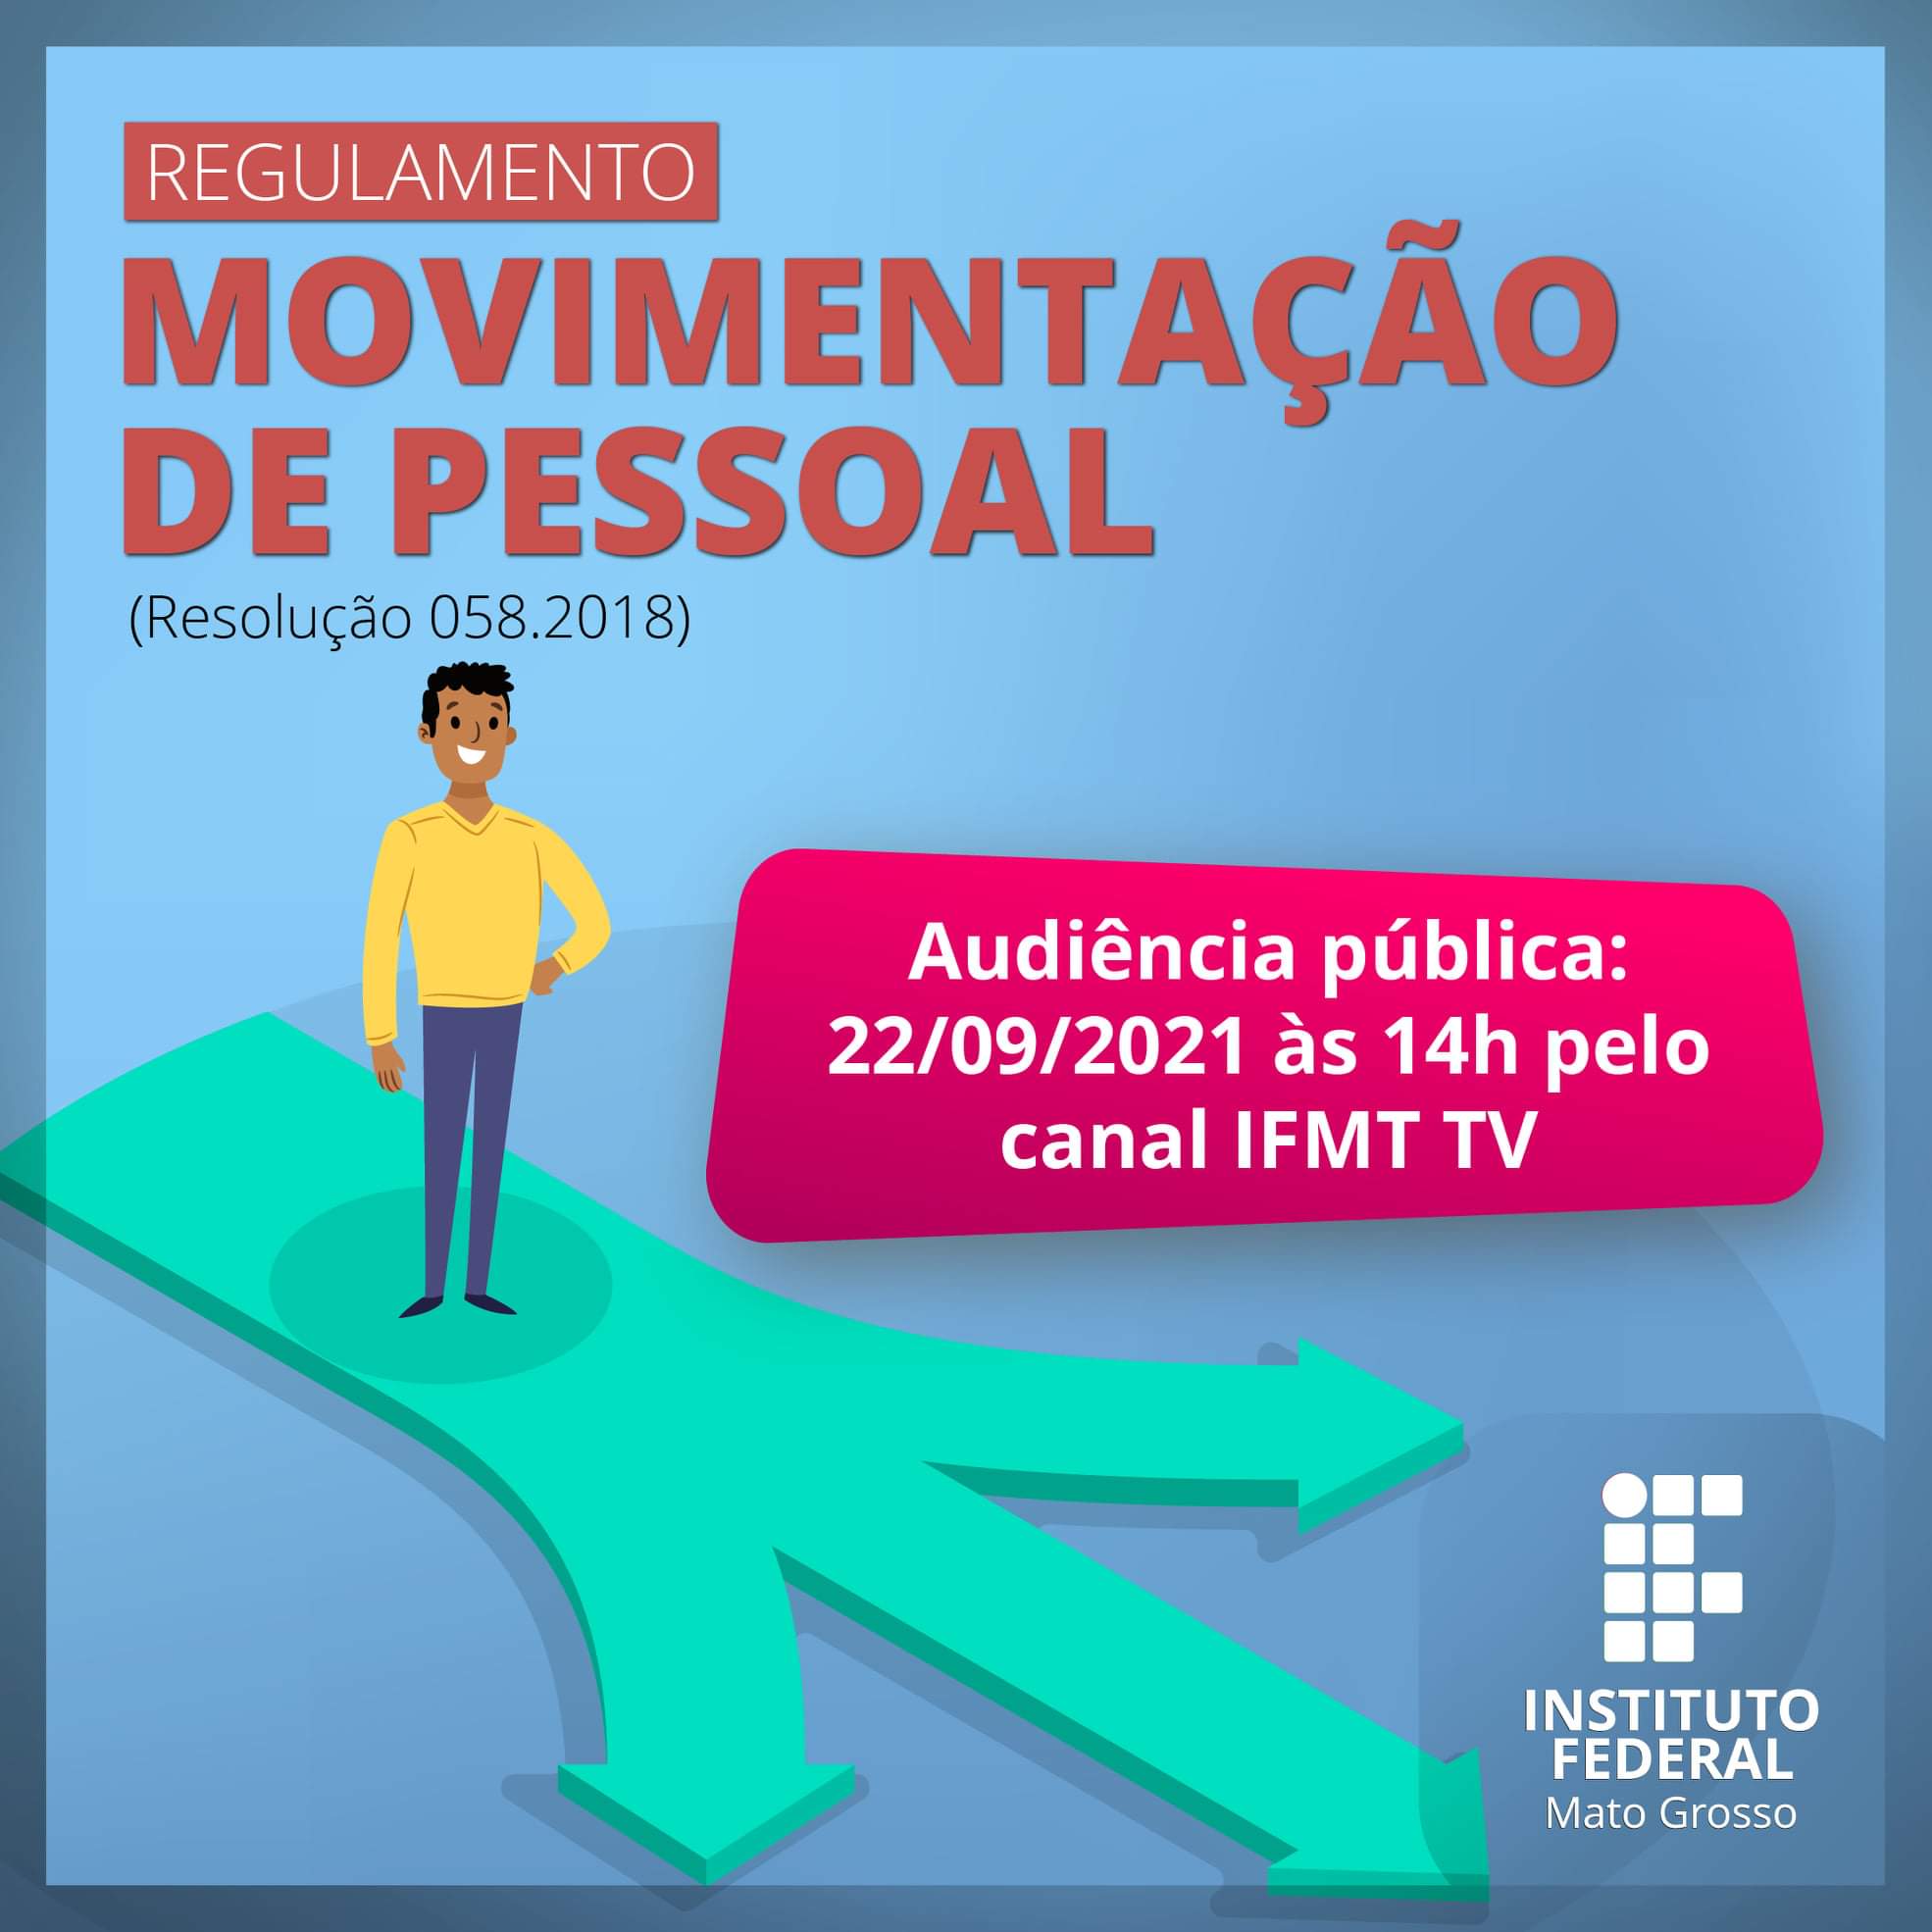 REGULAMENTO
MOVIMENTAÇÃO
DE PESSOAL
(Resolução 058.2018)
Audiência pública:
22/09/2021 às 14h pelo
canal IFMT TV
INSTITUTO
FEDERAL
Mato Grosso